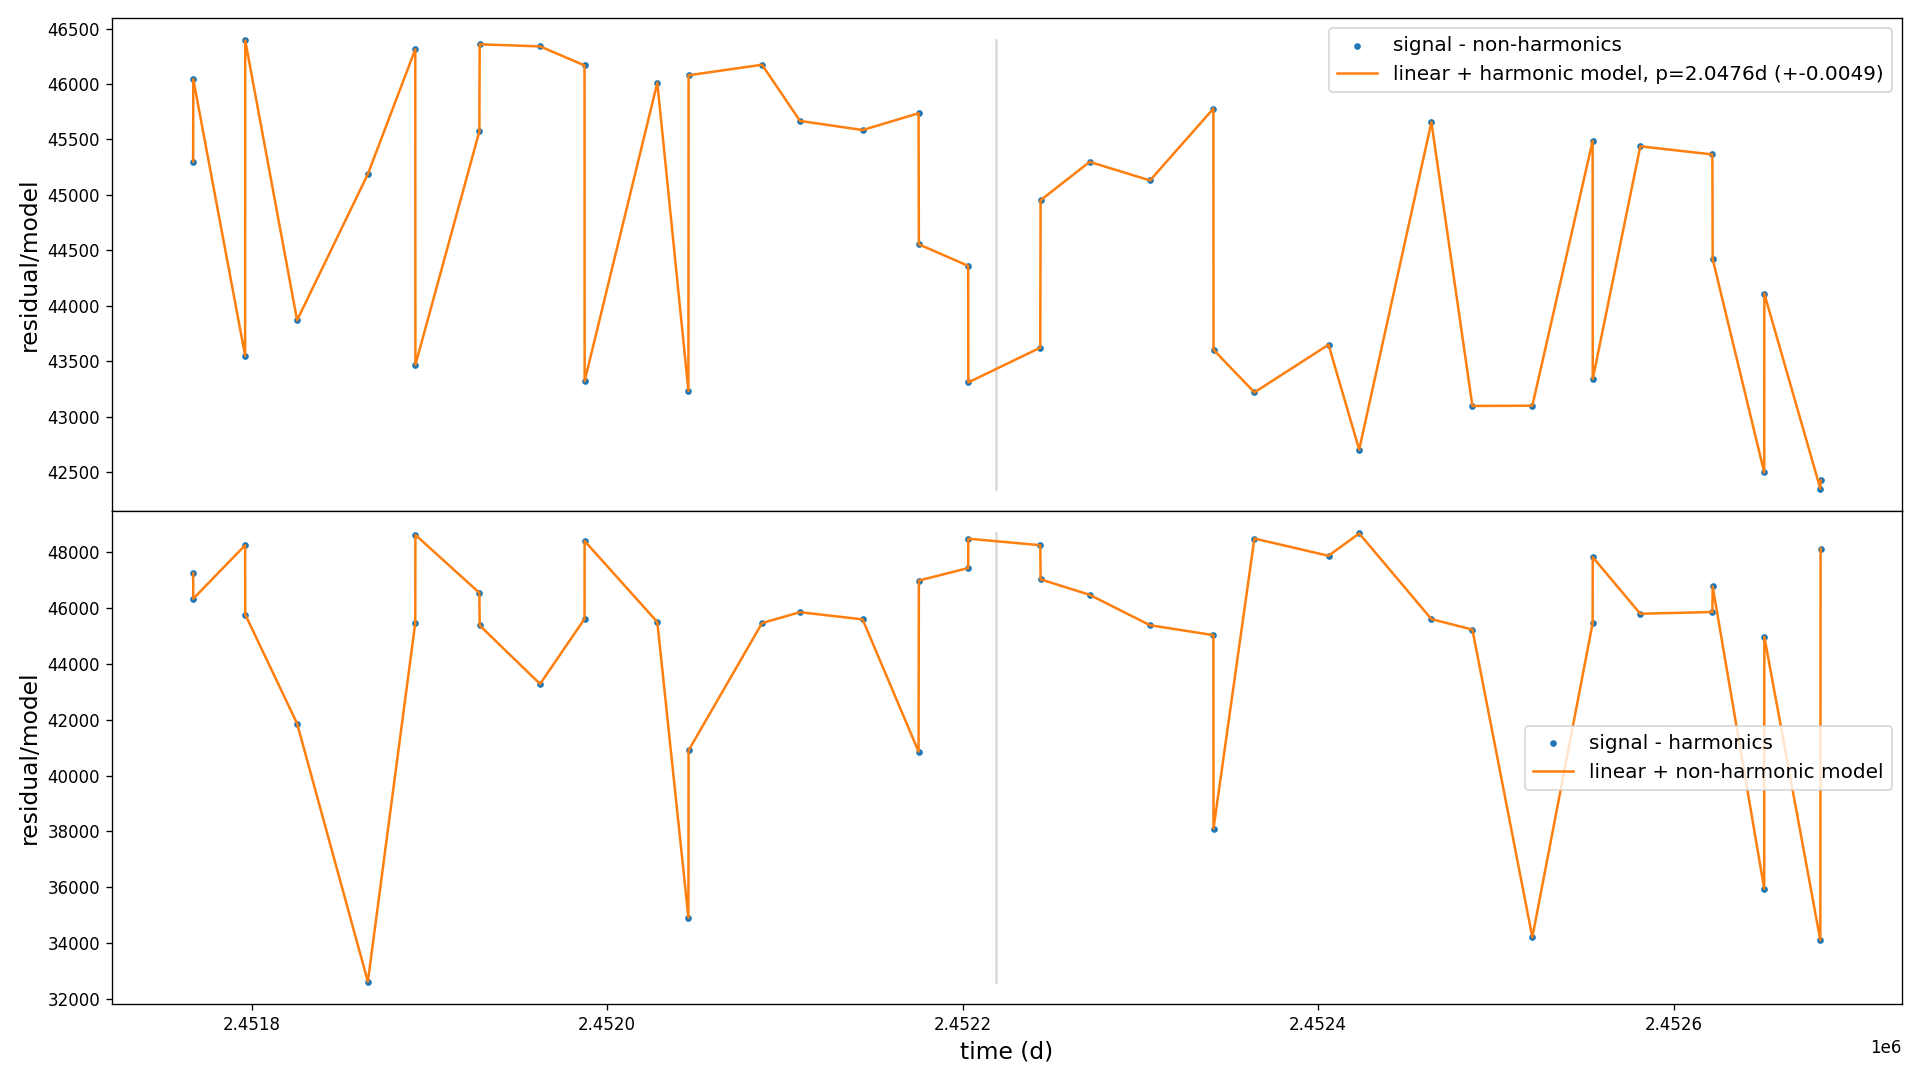 46500
46000
45500
45000
44500
44000
43500
43000
42500
residual/model
signal - non-harmonics
linear + harmonic model, p=2.0476d (+-0.0049)
48000
46000
44000
42000
40000
38000
36000
34000
32000
residual/model
signal - harmonics
linear + non-harmonic model
2.4518
2.4520
2.4522
2.4524
2.4526
1e6
time (d)